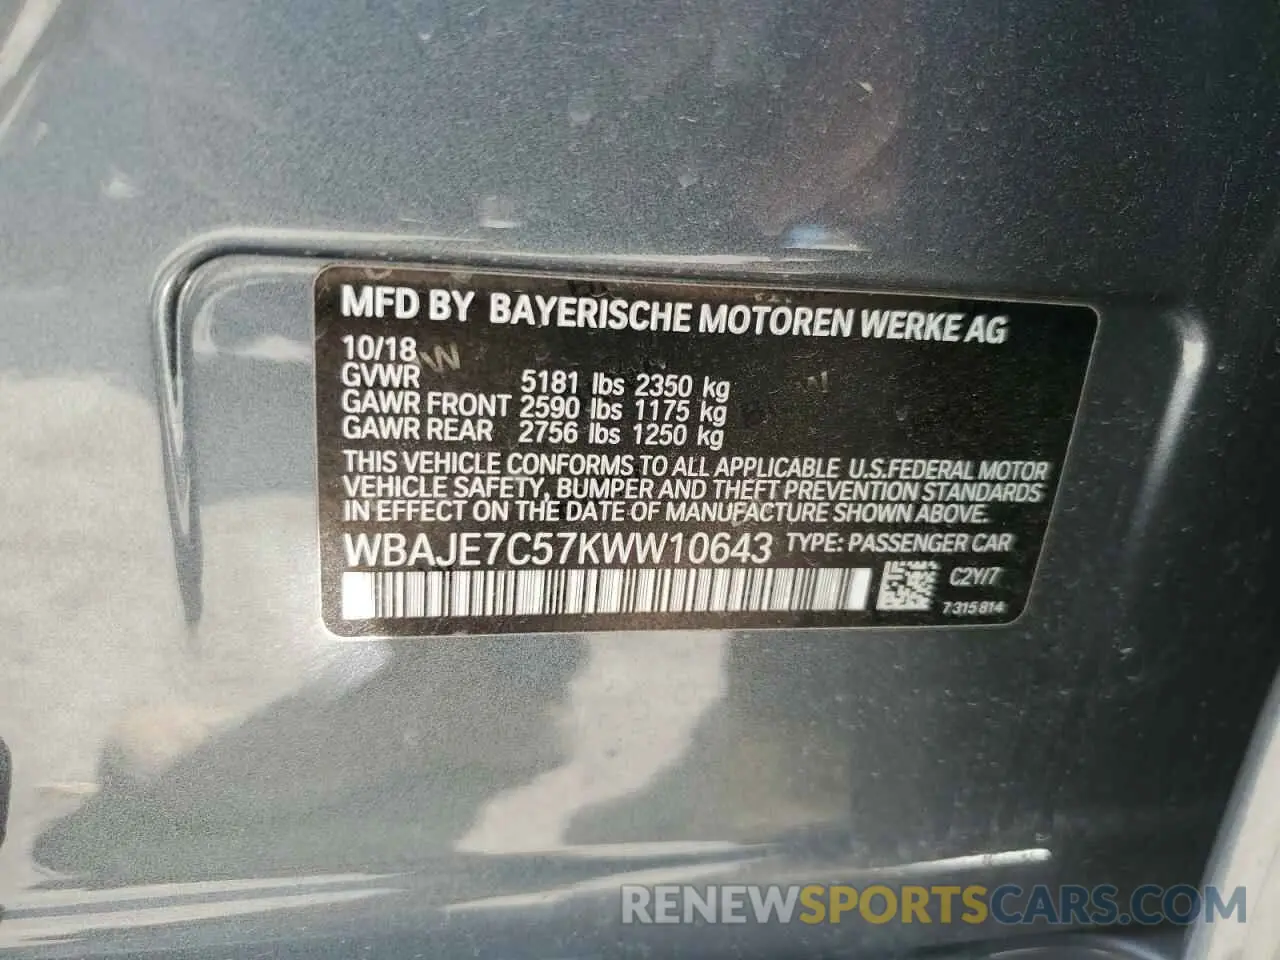 MFD BY BAYERISCHE MOTOREN WERKE AG
10/18
GVWR 5181 lbs 2350 kg
GAWR FRONT 2590 lbs 1175 kg
GAWR REAR 2756 lbs 1250 kg
THIS VEHICLE CONFORMS TO ALL APPLICABLE U.S.FEDERAL MOTOR
VEHICLE SAFETY, BUMPER AND THEFT PREVENTION STANDARDS
IN EFFECT ON THE DATE OF MANUFACTURE SHOWN ABOVE.
WBAJE7C57KWW10643 TYPE: PASSENGER CAR
C2Y/7
7315814
RENEWSPORTSCARS.COM